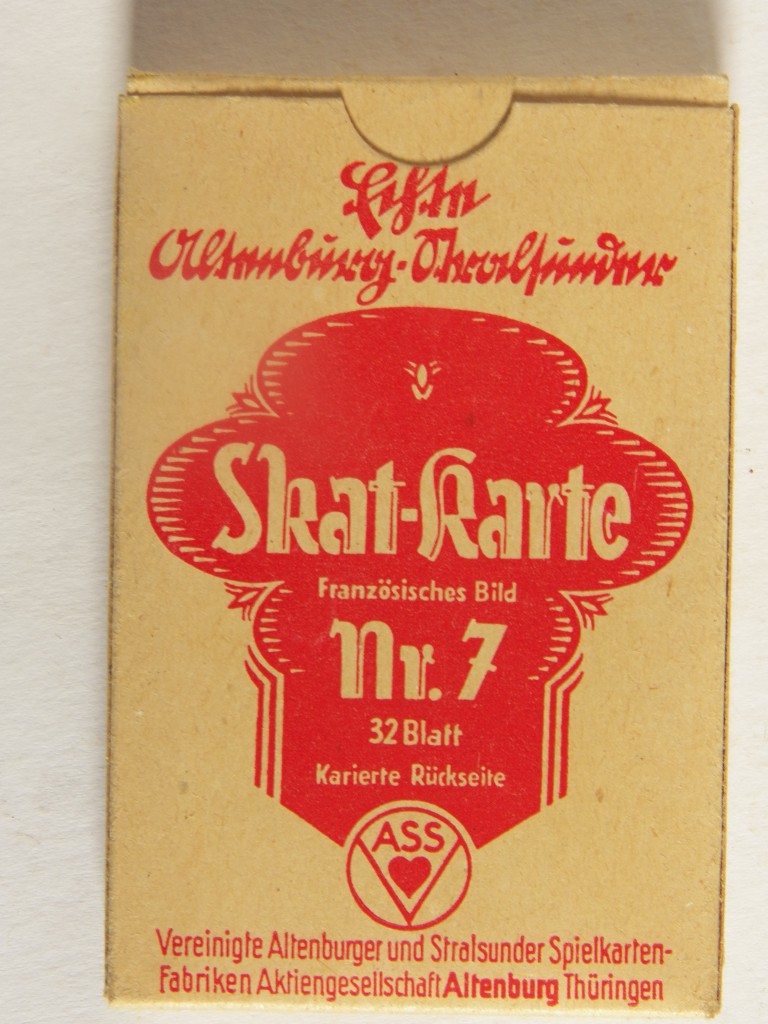 Echte
Altenburg-Stralsunder
Skat-Karte
Französisches Bild
Nr. 7
32 Blatt
Karierte Rückseite
ASS
Vereinigte Altenburger und Stralsunder Spielkarten-
Fabriken Aktiengesellschaft Altenburg Thüringen